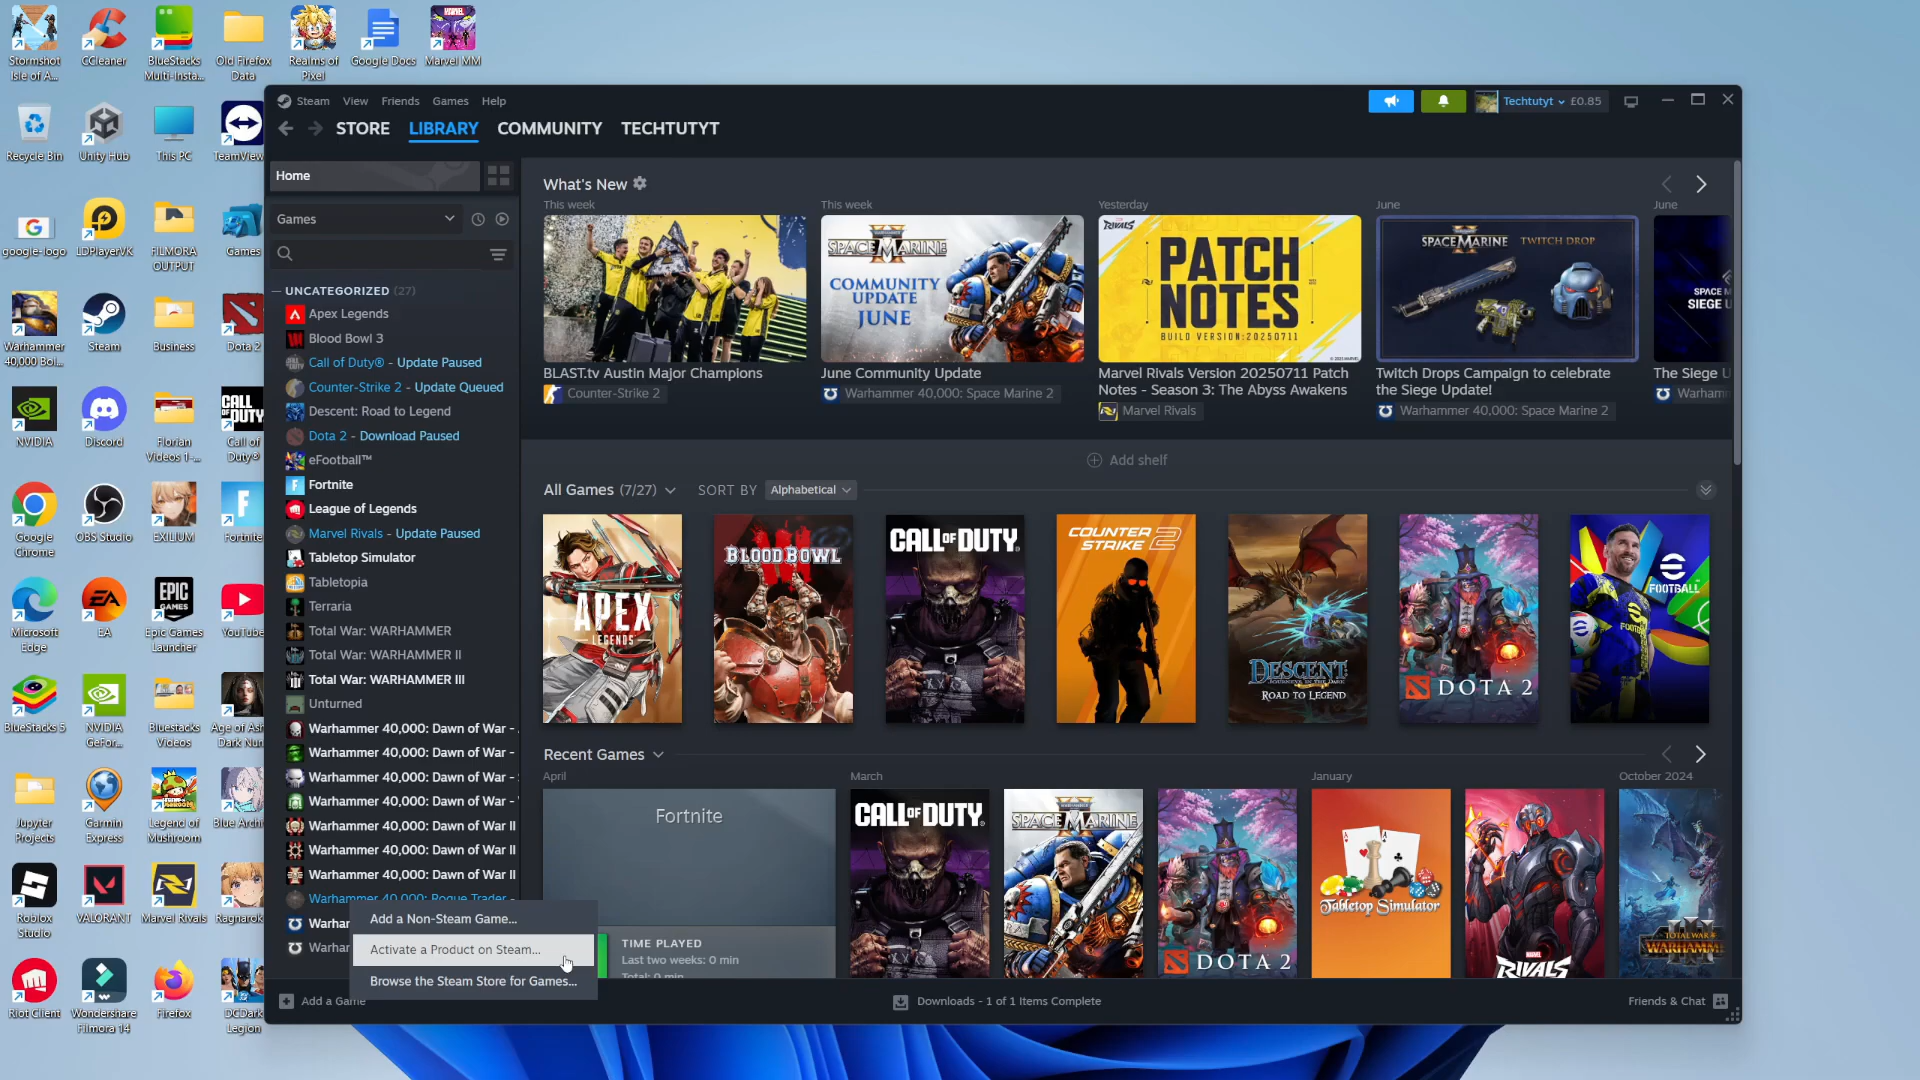 Stormshot
Isle of A...
CCleaner
BlueStacks
Multi-Insta...
Old Firefox
Data
Realms of
Pixel
Google Docs
Marvel MM
Recycle Bin
Unity Hub
This PC
TeamView
google-logo
LDPlayerVK
FILMORA
OUTPUT
Games
Warhammer
40,000 Bol...
Steam
Business
Dota 2
NVIDIA
Discord
Florian
Videos 1-...
Call of
Duty®
Google
Chrome
OBS Studio
EXILIUM
Fortnite
Microsoft
Edge
EA
Epic Games
Launcher
YouTube
BlueStacks 5
NVIDIA
GeFor...
Bluestacks
Videos
Age of Ash
Dark Nun
Jupyter
Projects
Garmin
Express
Legend of
Mushroom
Blue Archi
Roblox
Studio
VALORANT
Marvel Rivals
Ragnarok
Riot Client
Wondershare
Filmora 14
Firefox
DCDark
Legion
Steam View Friends Games Help
Techtutyt £0.85
STORE LIBRARY COMMUNITY TECHTUTYT
Home
Games
UNCATEGORIZED (27)
Apex Legends
Blood Bowl 3
Call of Duty® - Update Paused
Counter-Strike 2 - Update Queued
Descent: Road to Legend
Dota 2 - Download Paused
eFootball™
Fortnite
League of Legends
Marvel Rivals - Update Paused
Tabletop Simulator
Tabletopia
Terraria
Total War: WARHAMMER
Total War: WARHAMMER II
Total War: WARHAMMER III
Unturned
Warhammer 40,000: Dawn of War -
Warhammer 40,000: Dawn of War -
Warhammer 40,000: Dawn of War -
Warhammer 40,000: Dawn of War -
Warhammer 40,000: Dawn of War II
Warhammer 40,000: Dawn of War II
Warhammer 40,000: Dawn of War II
Warhammer 40,000: Rogue Trader -
Warhan
Warhan
Add a Non-Steam Game...
Activate a Product on Steam...
Browse the Steam Store for Games...
Add a Game
What's New
This week
BLAST.tv Austin Major Champions
Counter-Strike 2
This week
SPACE MARINE
COMMUNITY
UPDATE
JUNE
June Community Update
Warhammer 40,000: Space Marine 2
Yesterday
RIVALS
PATCH
NOTES
BUILD VERSION:20250711
Marvel Rivals Version 20250711 Patch
Notes - Season 3: The Abyss Awakens
Marvel Rivals
June
SPACE MARINE TWITCH DROP
Twitch Drops Campaign to celebrate
the Siege Update!
Warhammer 40,000: Space Marine 2
June
SPACE M
SIEGE U
The Siege U
Warham
Add shelf
All Games (7/27) SORT BY Alphabetical
APEX
LEGENDS
BLOOD BOWL
CALL OF DUTY
COUNTER
STRIKE 2
DESCENT
JOURNEYS IN THE DARK
ROAD TO LEGEND
DOTA 2
FOOTBALL
Recent Games
April
Fortnite
TIME PLAYED
Last two weeks: 0 min
Total: 0 min
March
CALL OF DUTY
SPACE MARINE
DOTA 2
January
Tabletop Simulator
RIVALS
October 2024
TOTAL WAR
WARHAMME
Downloads - 1 of 1 Items Complete
Friends & Chat